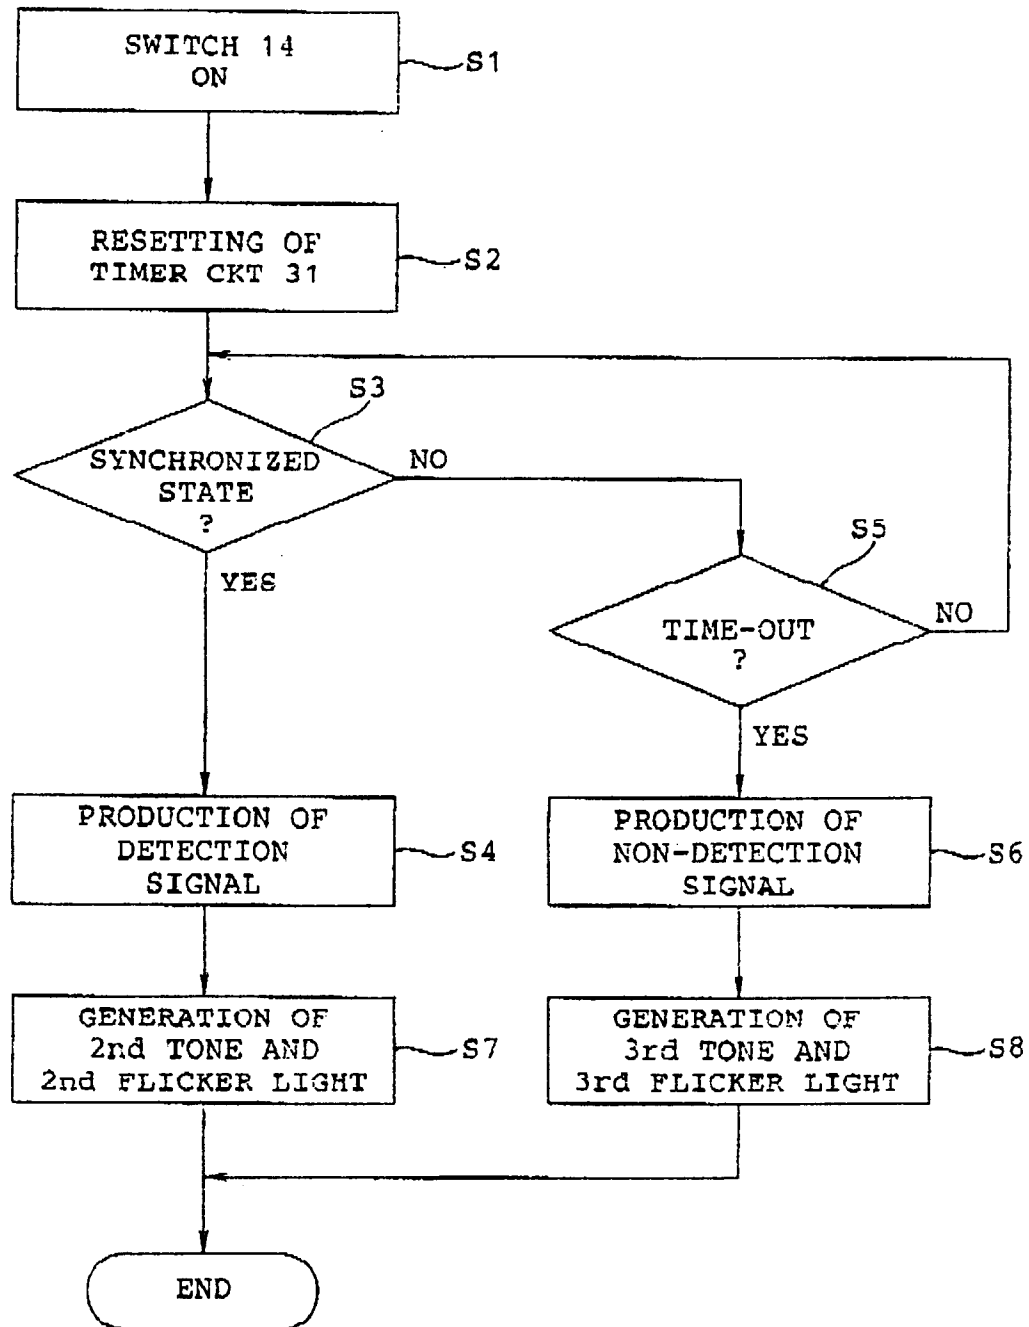 SWITCH 14
ON
S1
RESETTING OF
TIMER CKT 31
S2
S3
SYNCHRONIZED
STATE
?
NO
YES
S5
TIME-OUT
?
NO
YES
PRODUCTION OF
DETECTION
SIGNAL
S4
PRODUCTION OF
NON-DETECTION
SIGNAL
S6
GENERATION OF
2nd TONE AND
2nd FLICKER LIGHT
S7
GENERATION OF
3rd TONE AND
3rd FLICKER LIGHT
S8
END